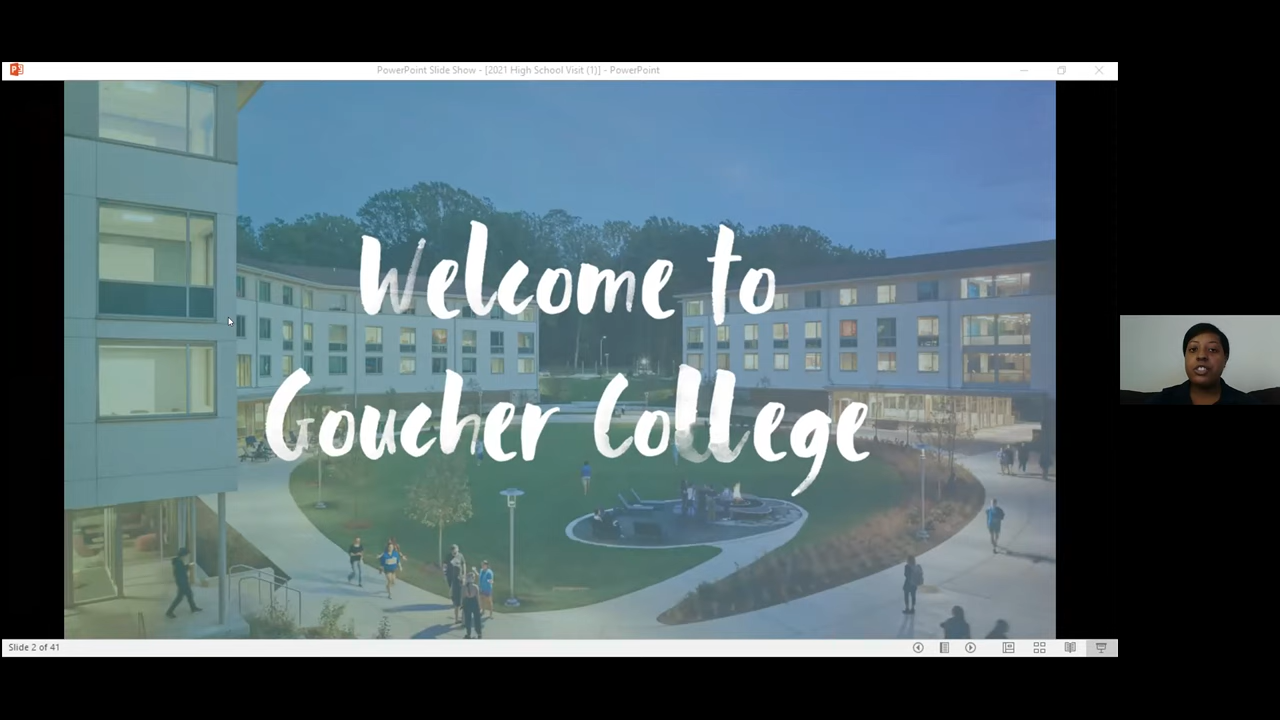 PowerPoint Slide Show - [2021 High School Visit (1)] - PowerPoint
Welcome to
Goucher College
Slide 2 of 41